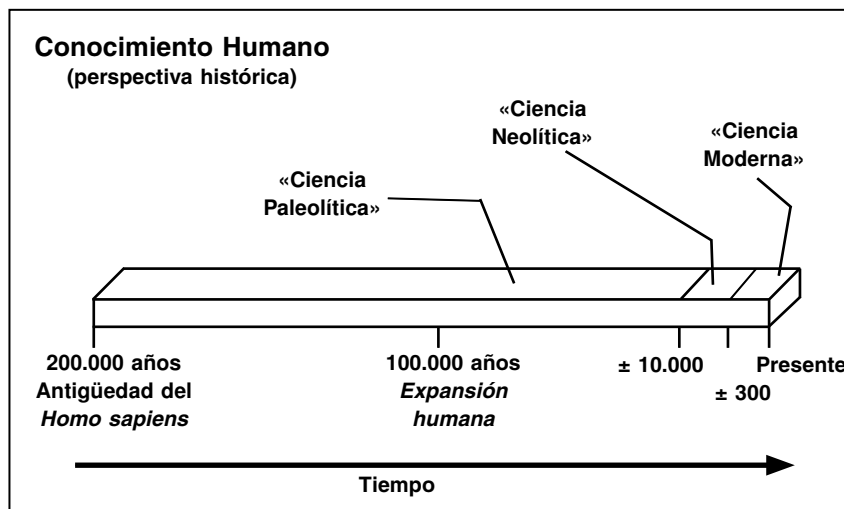 Conocimiento Humano
(perspectiva histórica)
«Ciencia
Neolítica»
«Ciencia
Moderna»
«Ciencia
Paleolítica»
200.000 años
Antigüedad del
Homo sapiens
100.000 años
Expansión
humana
± 10.000
± 300
Presente
Tiempo